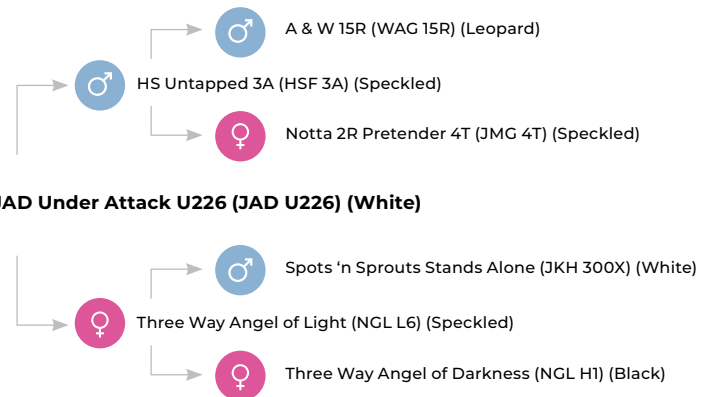 A & W 15R (WAG 15R) (Leopard)
HS Untapped 3A (HSF 3A) (Speckled)
Notta 2R Pretender 4T (JMG 4T) (Speckled)
JAD Under Attack U226 (JAD U226) (White)
Spots ‘n Sprouts Stands Alone (JKH 300X) (White)
Three Way Angel of Light (NGL L6) (Speckled)
Three Way Angel of Darkness (NGL H1) (Black)